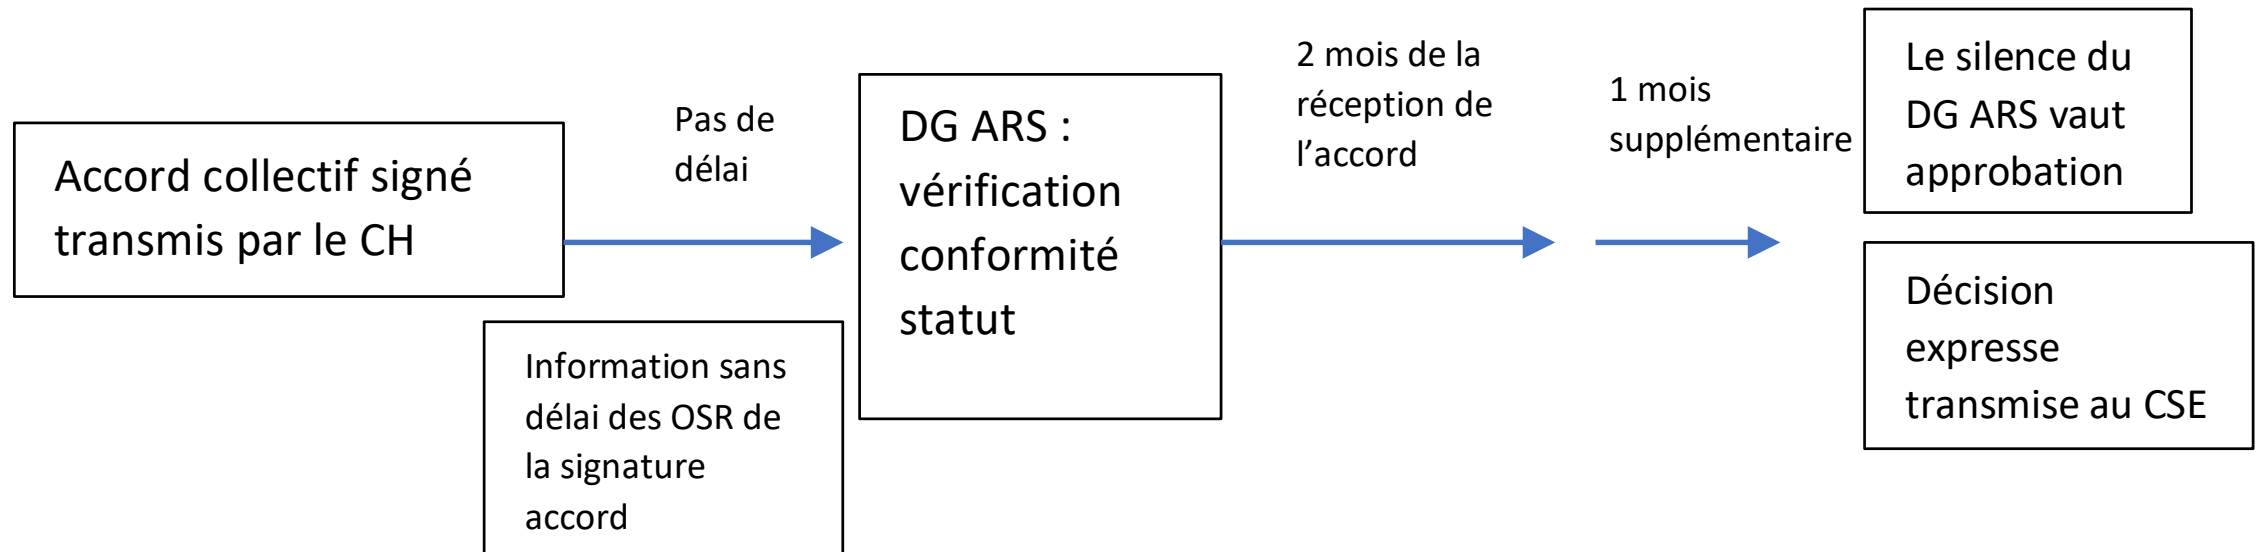 Accord collectif signé
transmis par le CH
Pas de
délai
Information sans
délai des OSR de
la signature
accord
DG ARS :
vérification
conformité
statut
2 mois de la
réception de
l’accord
1 mois
supplémentaire
Le silence du
DG ARS vaut
approbation
Décision
expresse
transmise au CSE